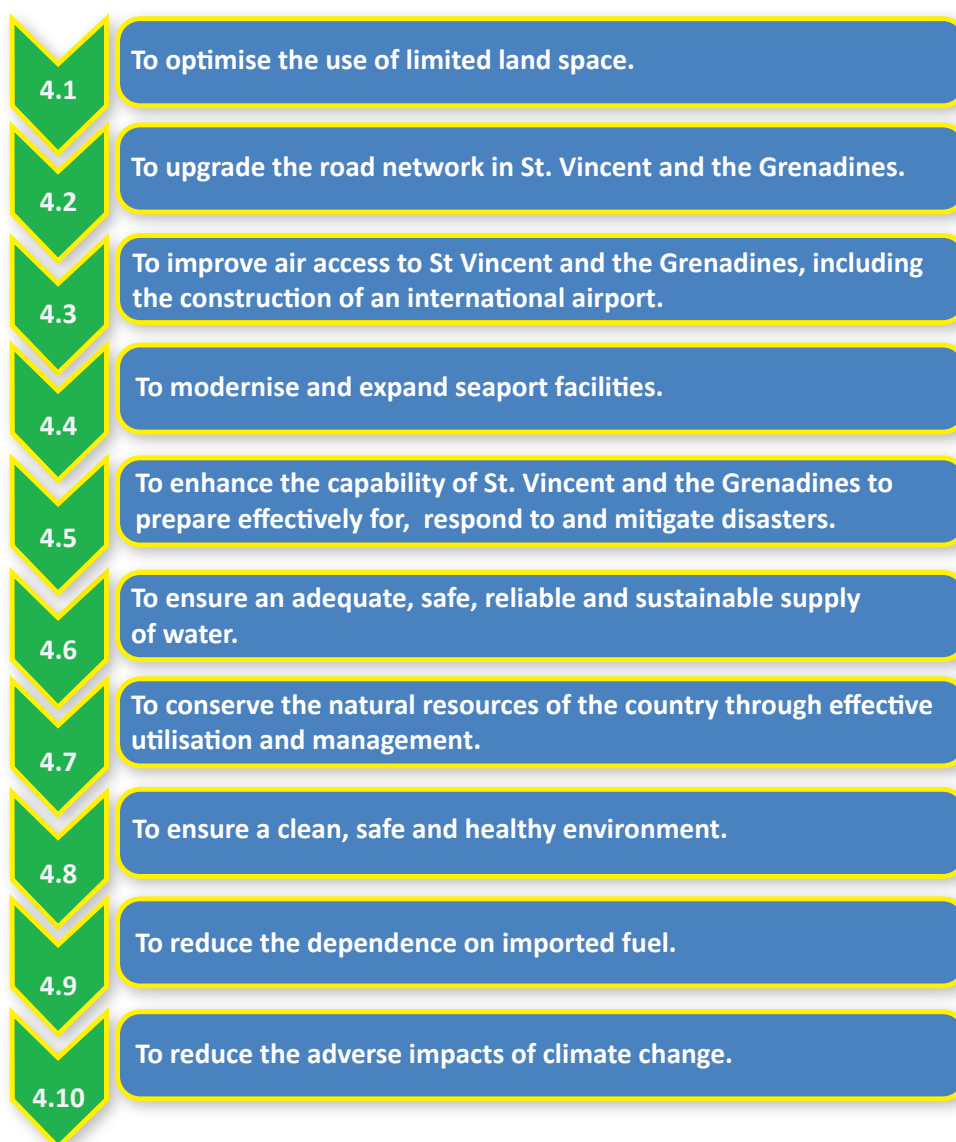 4.1
To optimise the use of limited land space.
4.2
To upgrade the road network in St. Vincent and the Grenadines.
4.3
To improve air access to St Vincent and the Grenadines, including
the construction of an international airport.
4.4
To modernise and expand seaport facilities.
4.5
To enhance the capability of St. Vincent and the Grenadines to
prepare effectively for,  respond to and mitigate disasters.
4.6
To ensure an adequate, safe, reliable and sustainable supply
of water.
4.7
To conserve the natural resources of the country through effective
utilisation and management.
4.8
To ensure a clean, safe and healthy environment.
4.9
To reduce the dependence on imported fuel.
4.10
To reduce the adverse impacts of climate change.